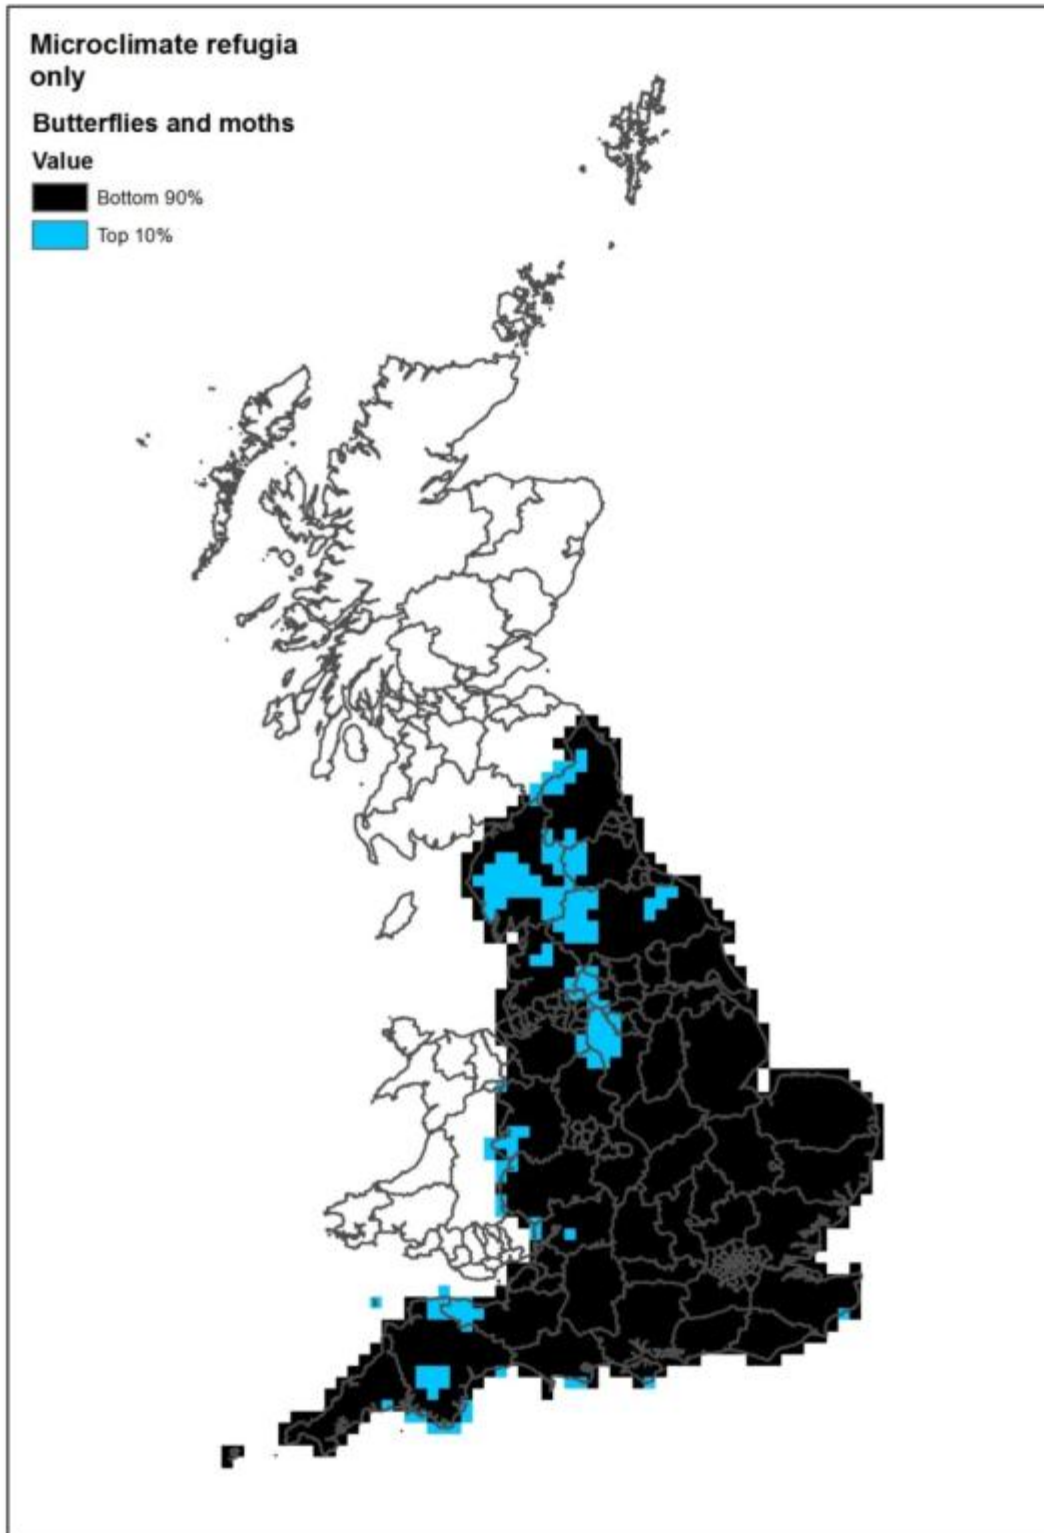 Microclimate refugia
only
Butterflies and moths
Value
Bottom 90%
Top 10%